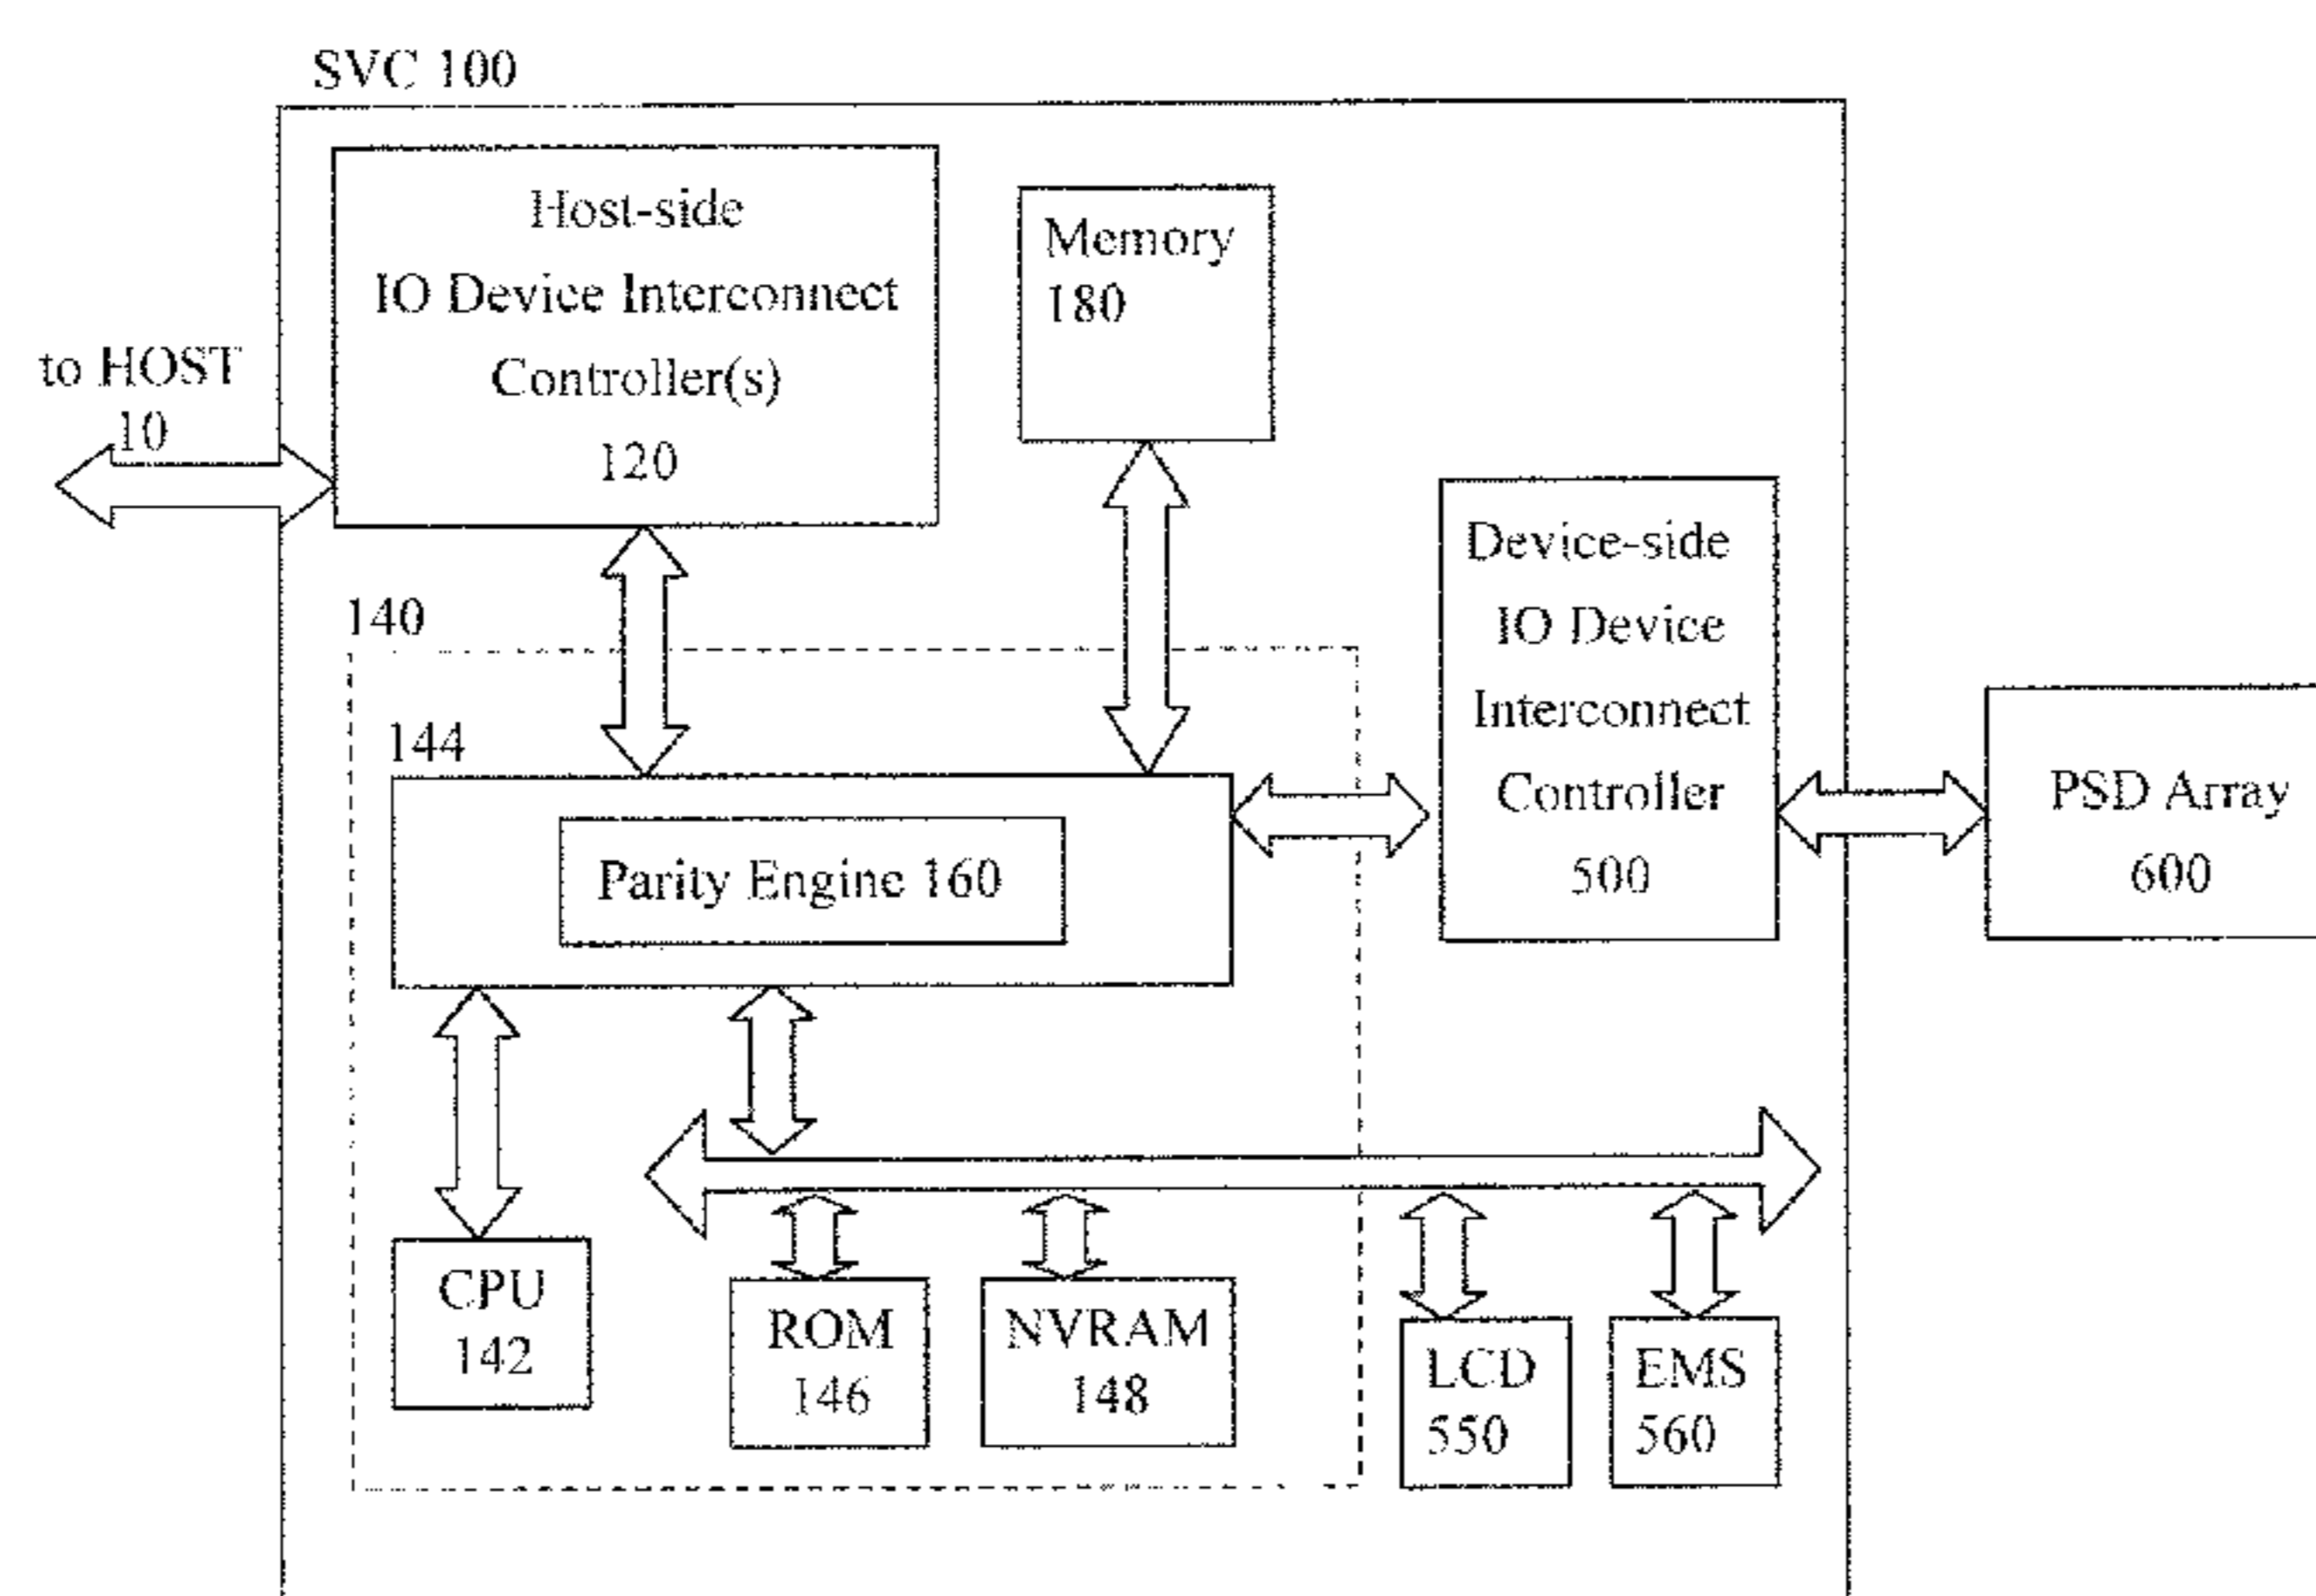 SVC 100
Host-side
IO Device Interconnect
Controller(s)
120
Memory
180
to HOST
10
Device-side
IO Device
Interconnect
Controller
500
140
144
Parity Engine 160
PSD Array
600
CPU
142
ROM
146
NVRAM
148
LCD
550
EMS
560